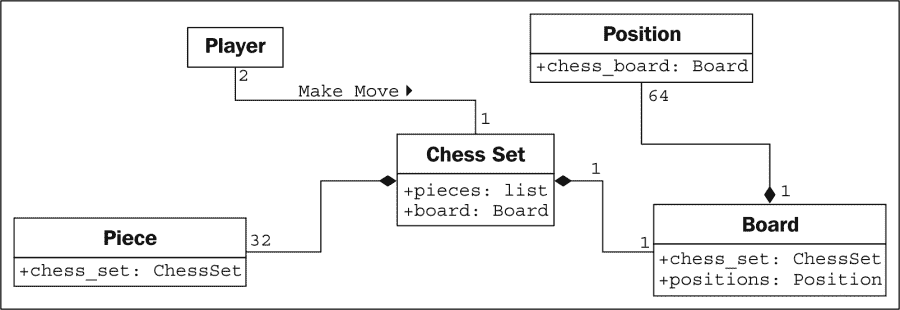 Player
2
Make Move
1
Position
+chess_board: Board
64
Chess Set
+pieces: list
+board: Board
1
1
1
Board
+chess_set: ChessSet
+positions: Position
Piece
+chess_set: ChessSet
32